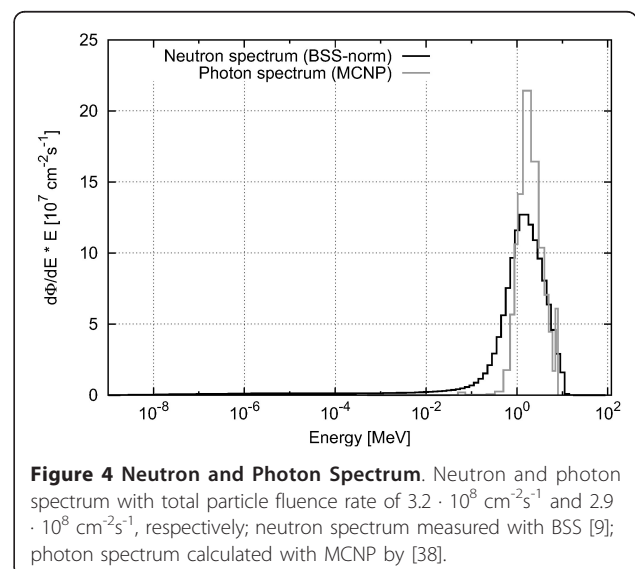 25
20
15
10
5
0
dΦ/dE * E [10⁷ cm⁻²s⁻¹]
Neutron spectrum (BSS-norm)
Photon spectrum (MCNP)
10⁻⁸ 10⁻⁶ 10⁻⁴ 10⁻² 10⁰ 10²
Energy [MeV]
Figure 4 Neutron and Photon Spectrum. Neutron and photon
spectrum with total particle fluence rate of 3.2 · 10⁸ cm⁻²s⁻¹ and 2.9
· 10⁸ cm⁻²s⁻¹, respectively; neutron spectrum measured with BSS [9];
photon spectrum calculated with MCNP by [38].